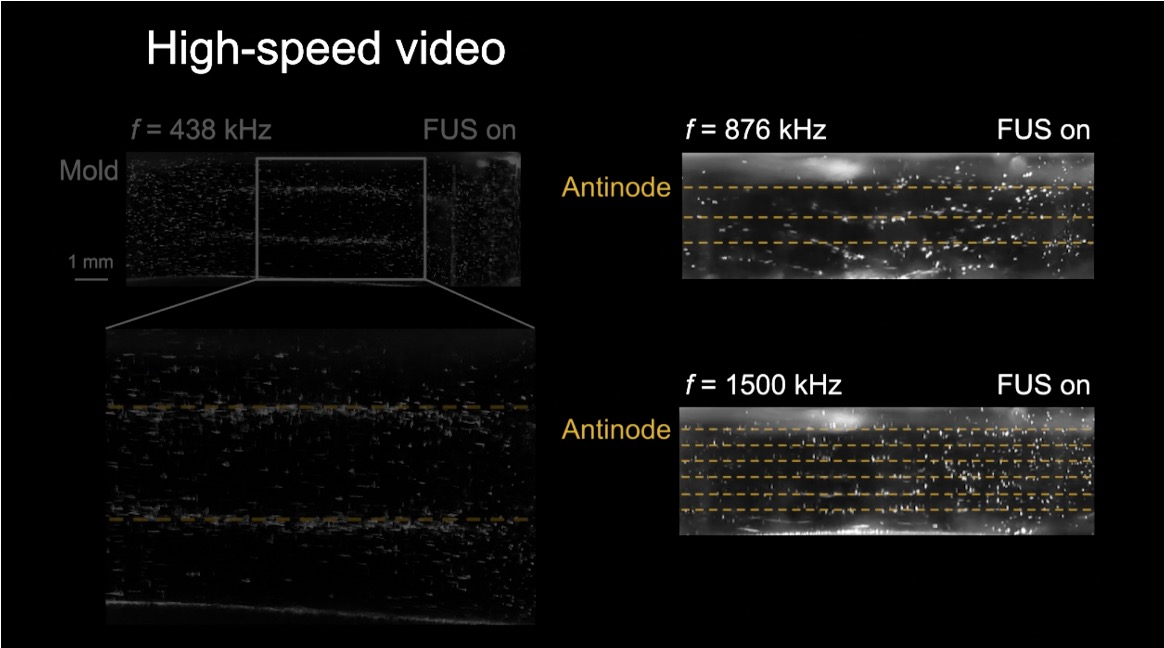 High-speed video
f = 438 kHz FUS on
Mold
1 mm
f = 876 kHz FUS on
Antinode
f = 1500 kHz FUS on
Antinode